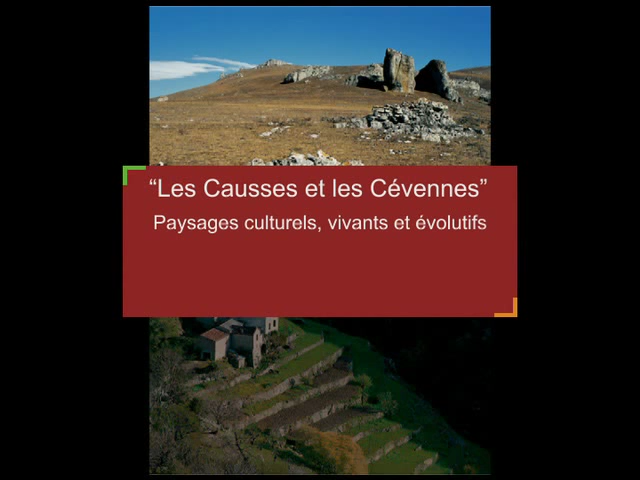 “Les Causses et les Cévennes”
Paysages culturels, vivants et évolutifs